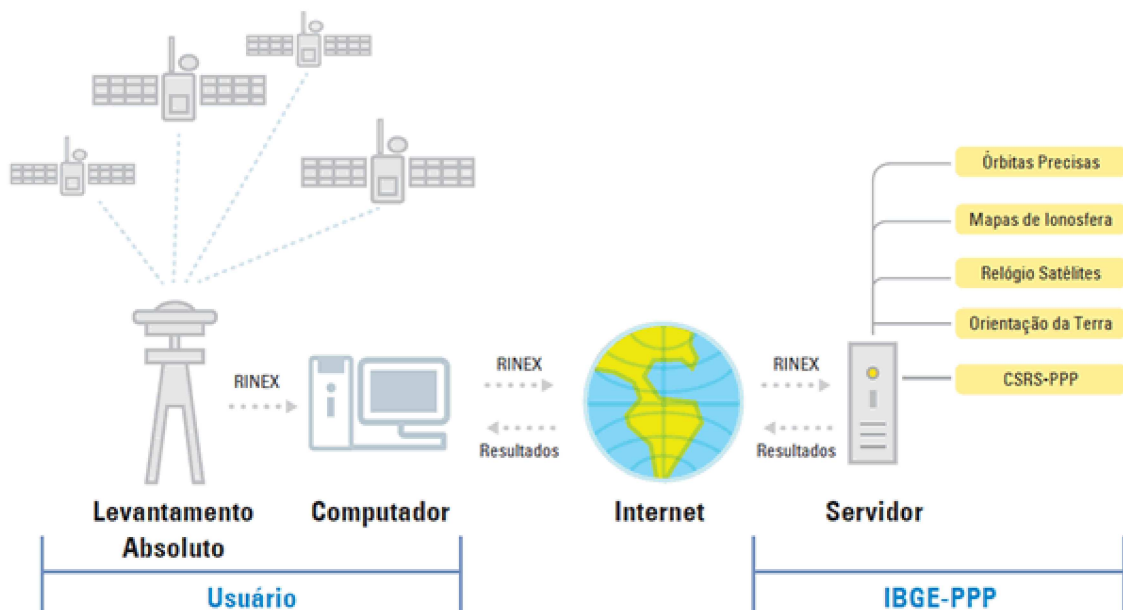 Órbitas Precisas
Mapas de Ionosfera
Relógio Satélites
Orientação da Terra
CSRS-PPP
RINEX
RINEX
RINEX
Resultados
Resultados
Levantamento
Absoluto
Computador
Internet
Servidor
Usuário
IBGE-PPP